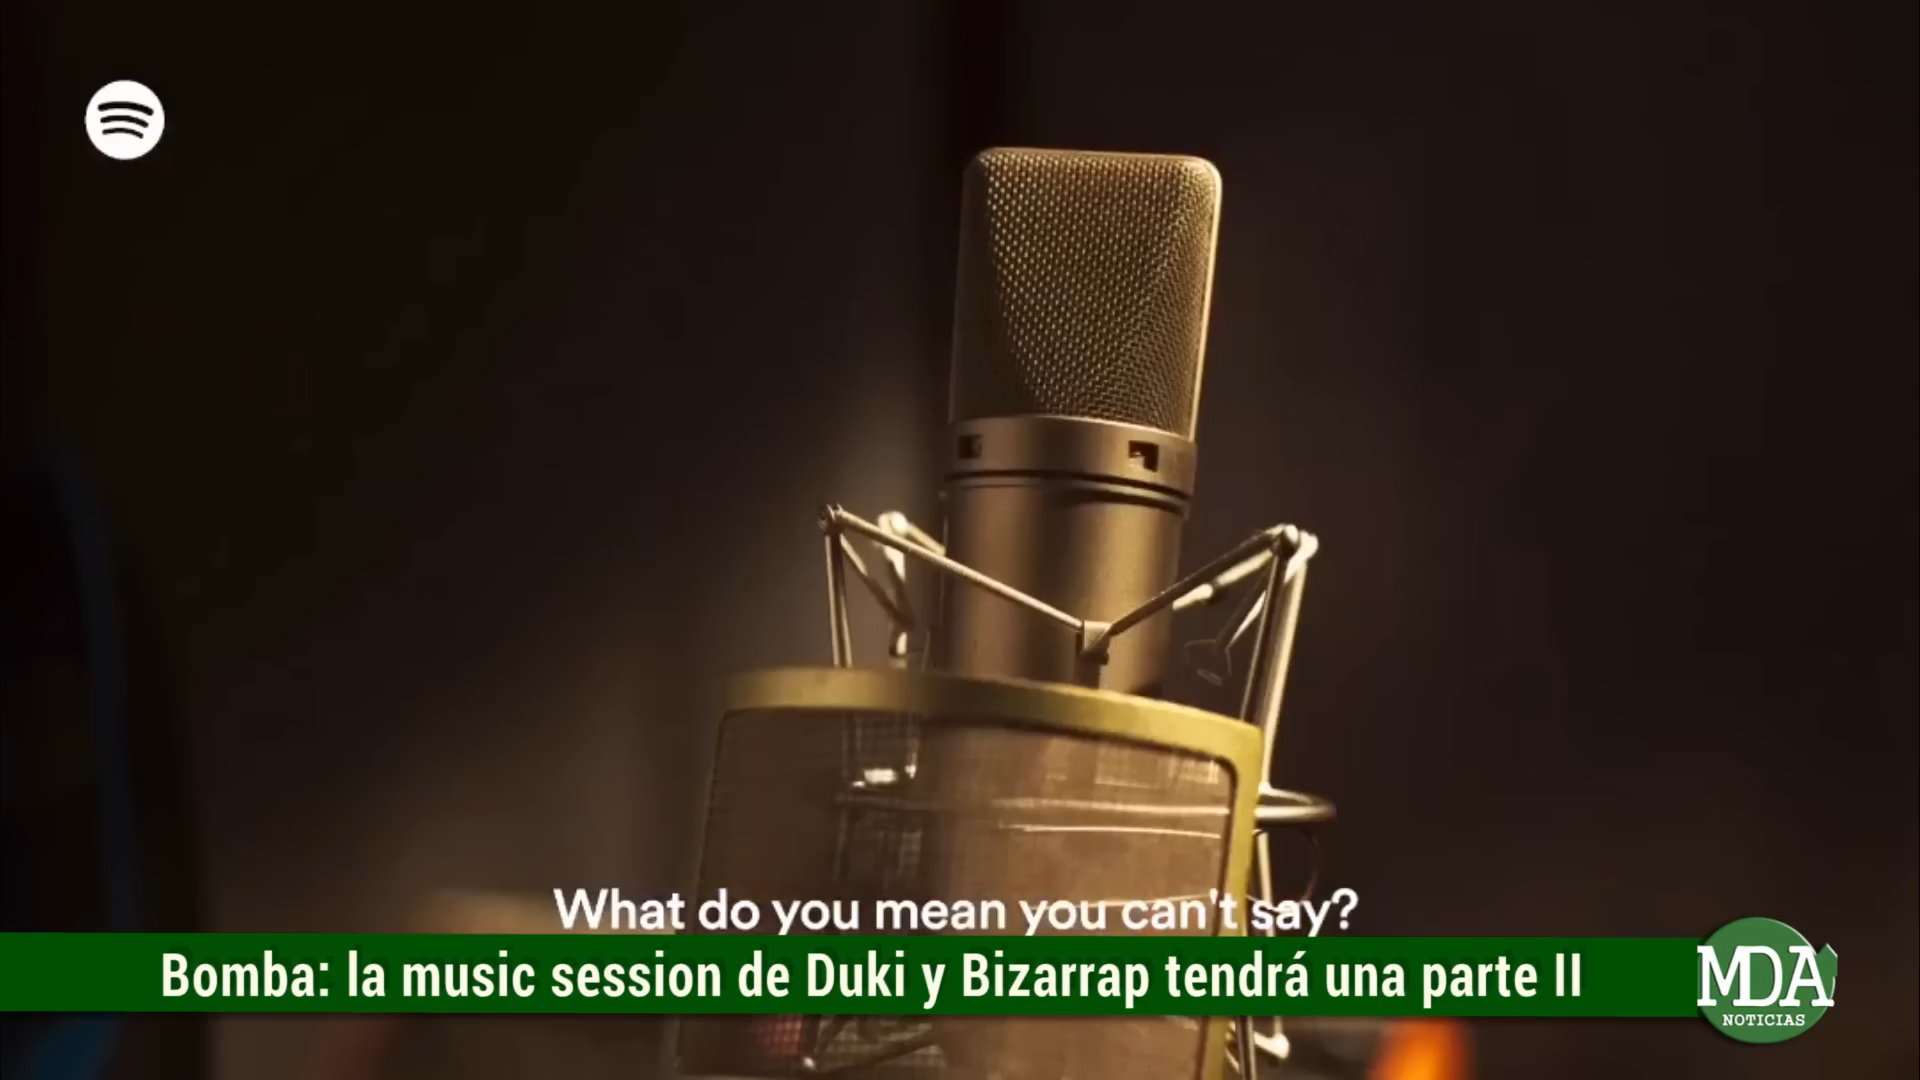 What do you mean you can't say?
Bomba: la music session de Duki y Bizarrap tendrá una parte II
MDA
NOTICIAS